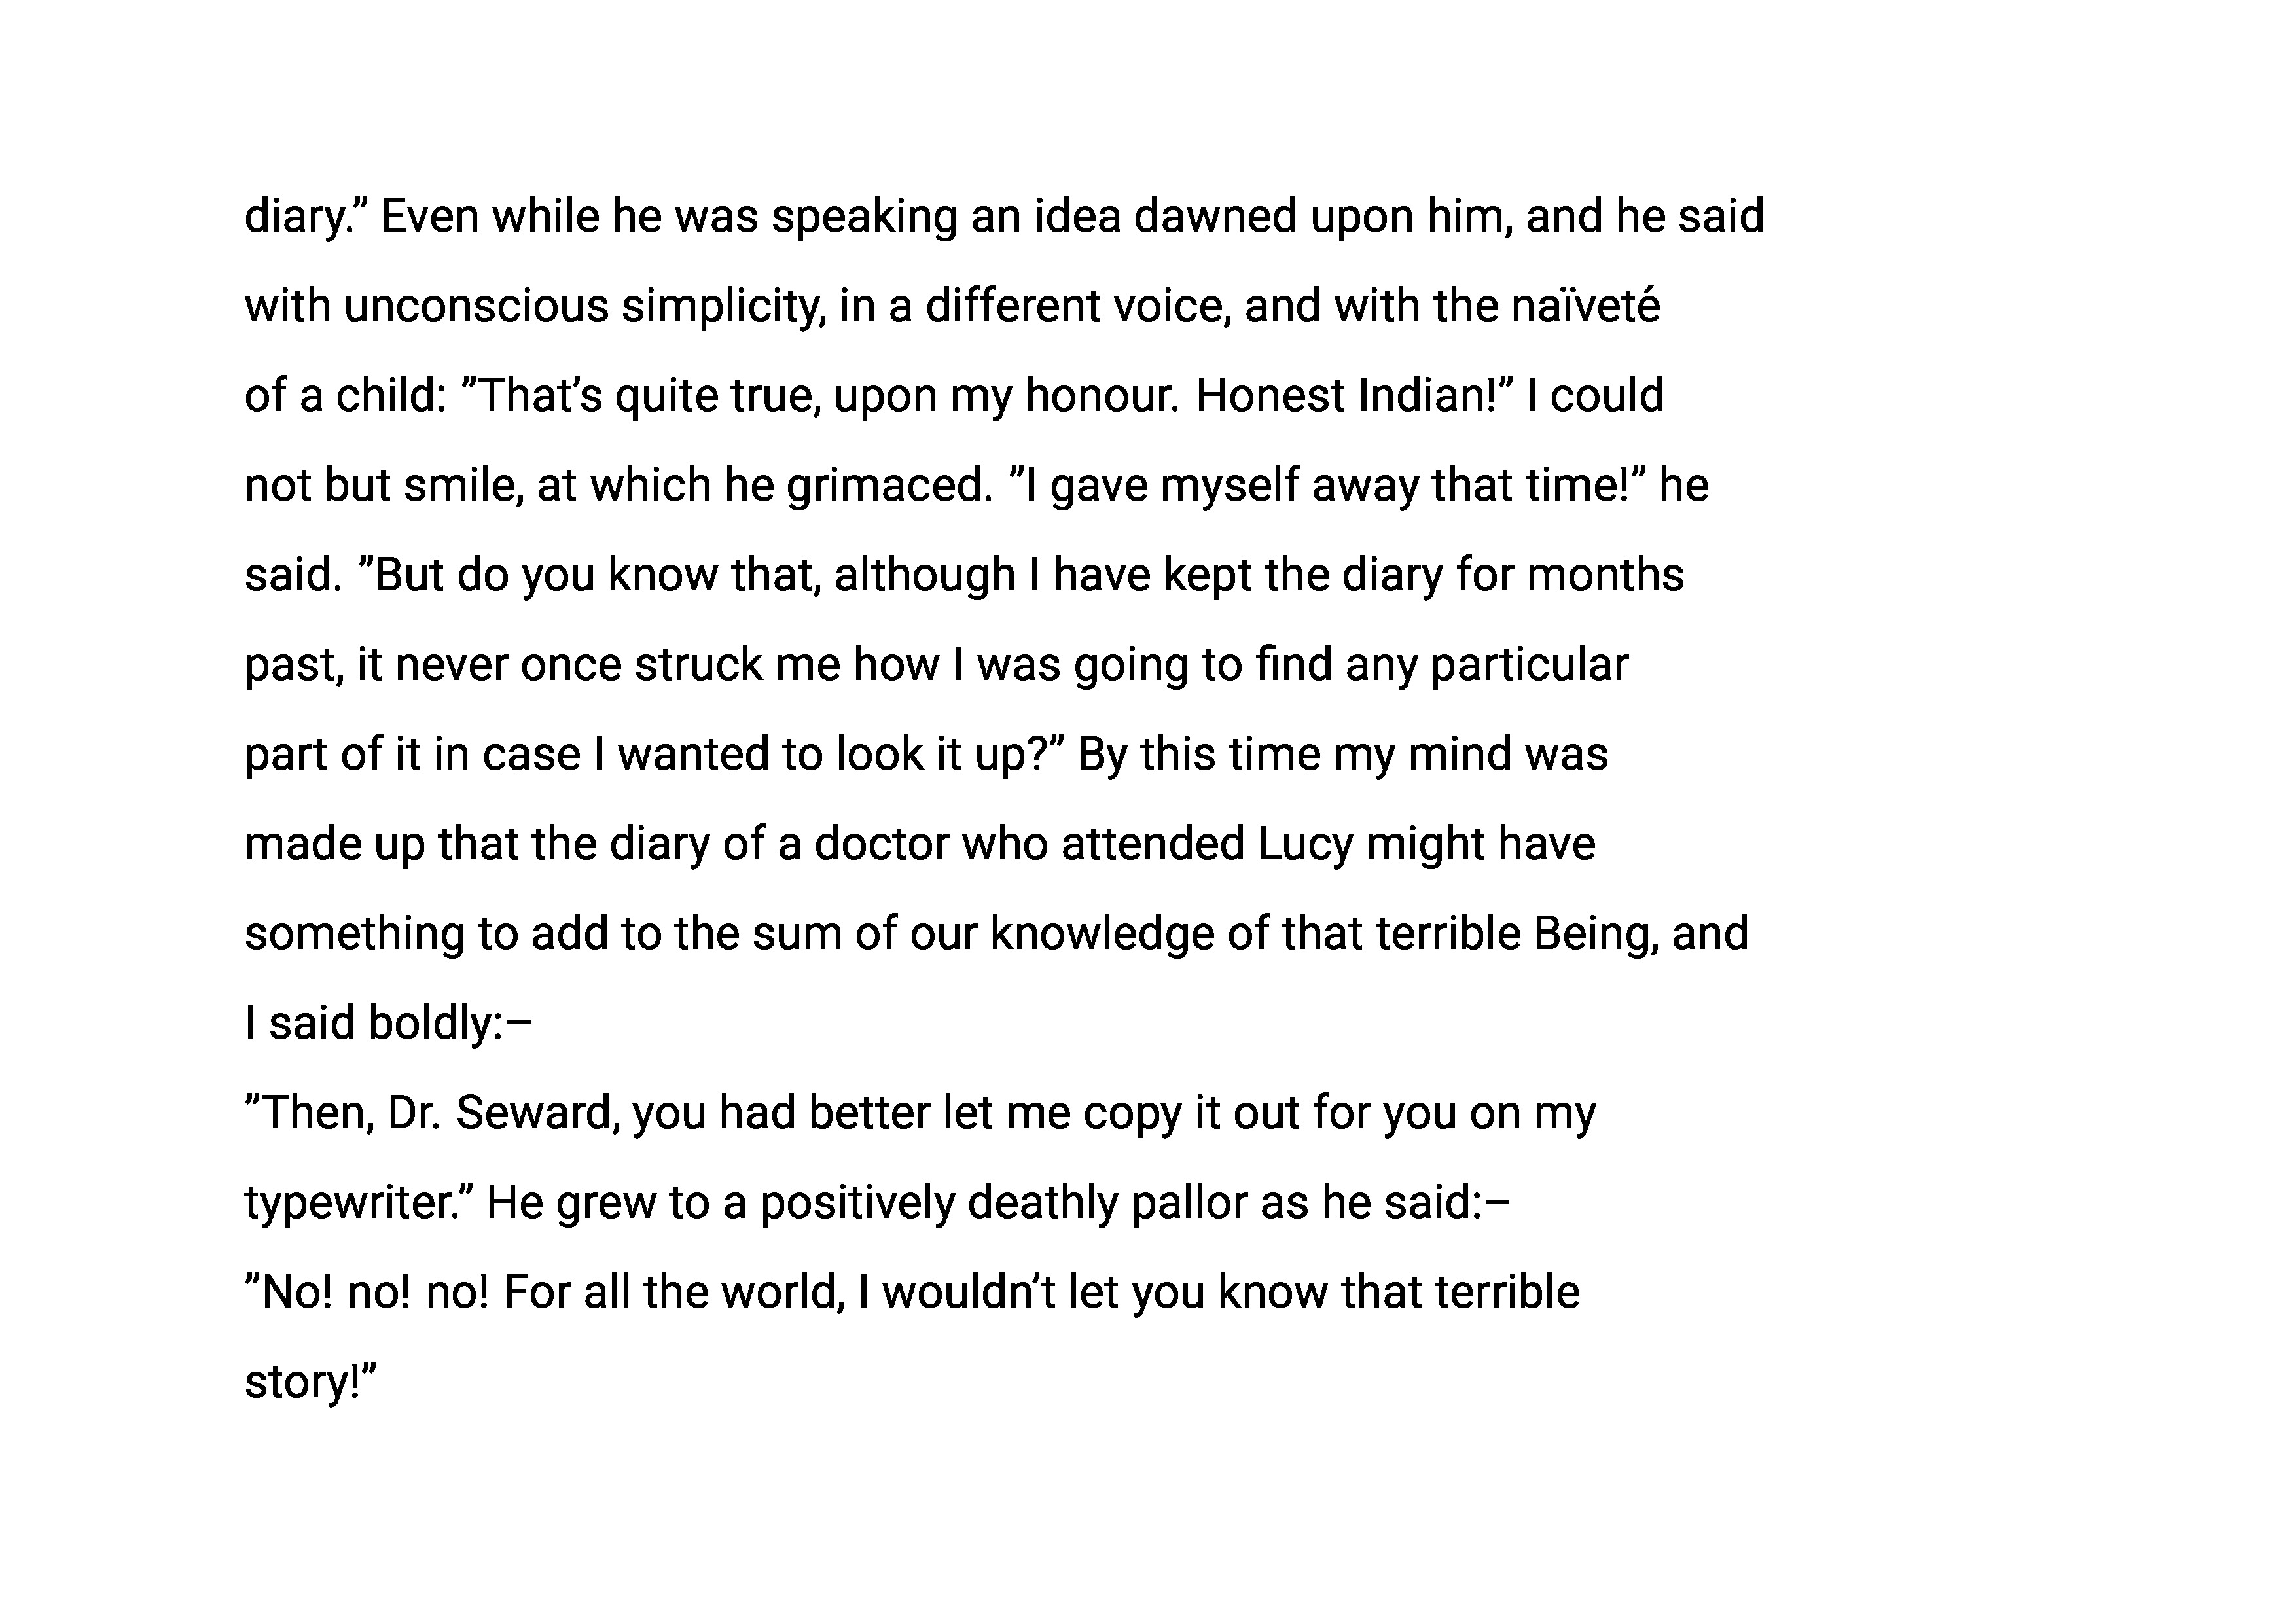 diary.” Even while he was speaking an idea dawned upon him, and he said
with unconscious simplicity, in a different voice, and with the naïveté
of a child: ”That’s quite true, upon my honour. Honest Indian!” I could
not but smile, at which he grimaced. ”I gave myself away that time!” he
said. ”But do you know that, although I have kept the diary for months
past, it never once struck me how I was going to find any particular
part of it in case I wanted to look it up?” By this time my mind was
made up that the diary of a doctor who attended Lucy might have
something to add to the sum of our knowledge of that terrible Being, and
I said boldly:–
”Then, Dr. Seward, you had better let me copy it out for you on my
typewriter.” He grew to a positively deathly pallor as he said:–
”No! no! no! For all the world, I wouldn’t let you know that terrible
story!”